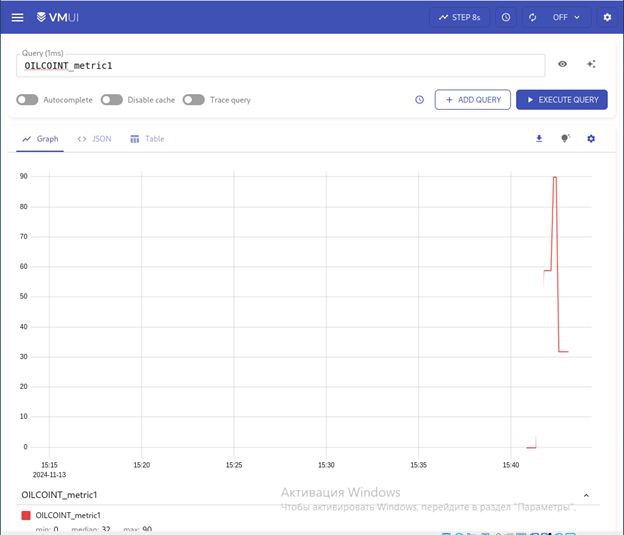 VMUI
STEP 8s
OFF
Query (1ms)
OILCOINT_metric1
Autocomplete
Disable cache
Trace query
ADD QUERY
EXECUTE QUERY
Graph
JSON
Table
90
80
70
60
50
40
30
20
10
0
15:15 15:20 15:25 15:30 15:35 15:40
2024-11-13
OILCOINT_metric1
Активация Windows
Чтобы активировать Windows, перейдите в раздел "Параметры".
OILCOINT_metric1
min: 0 median: 32 max: 90